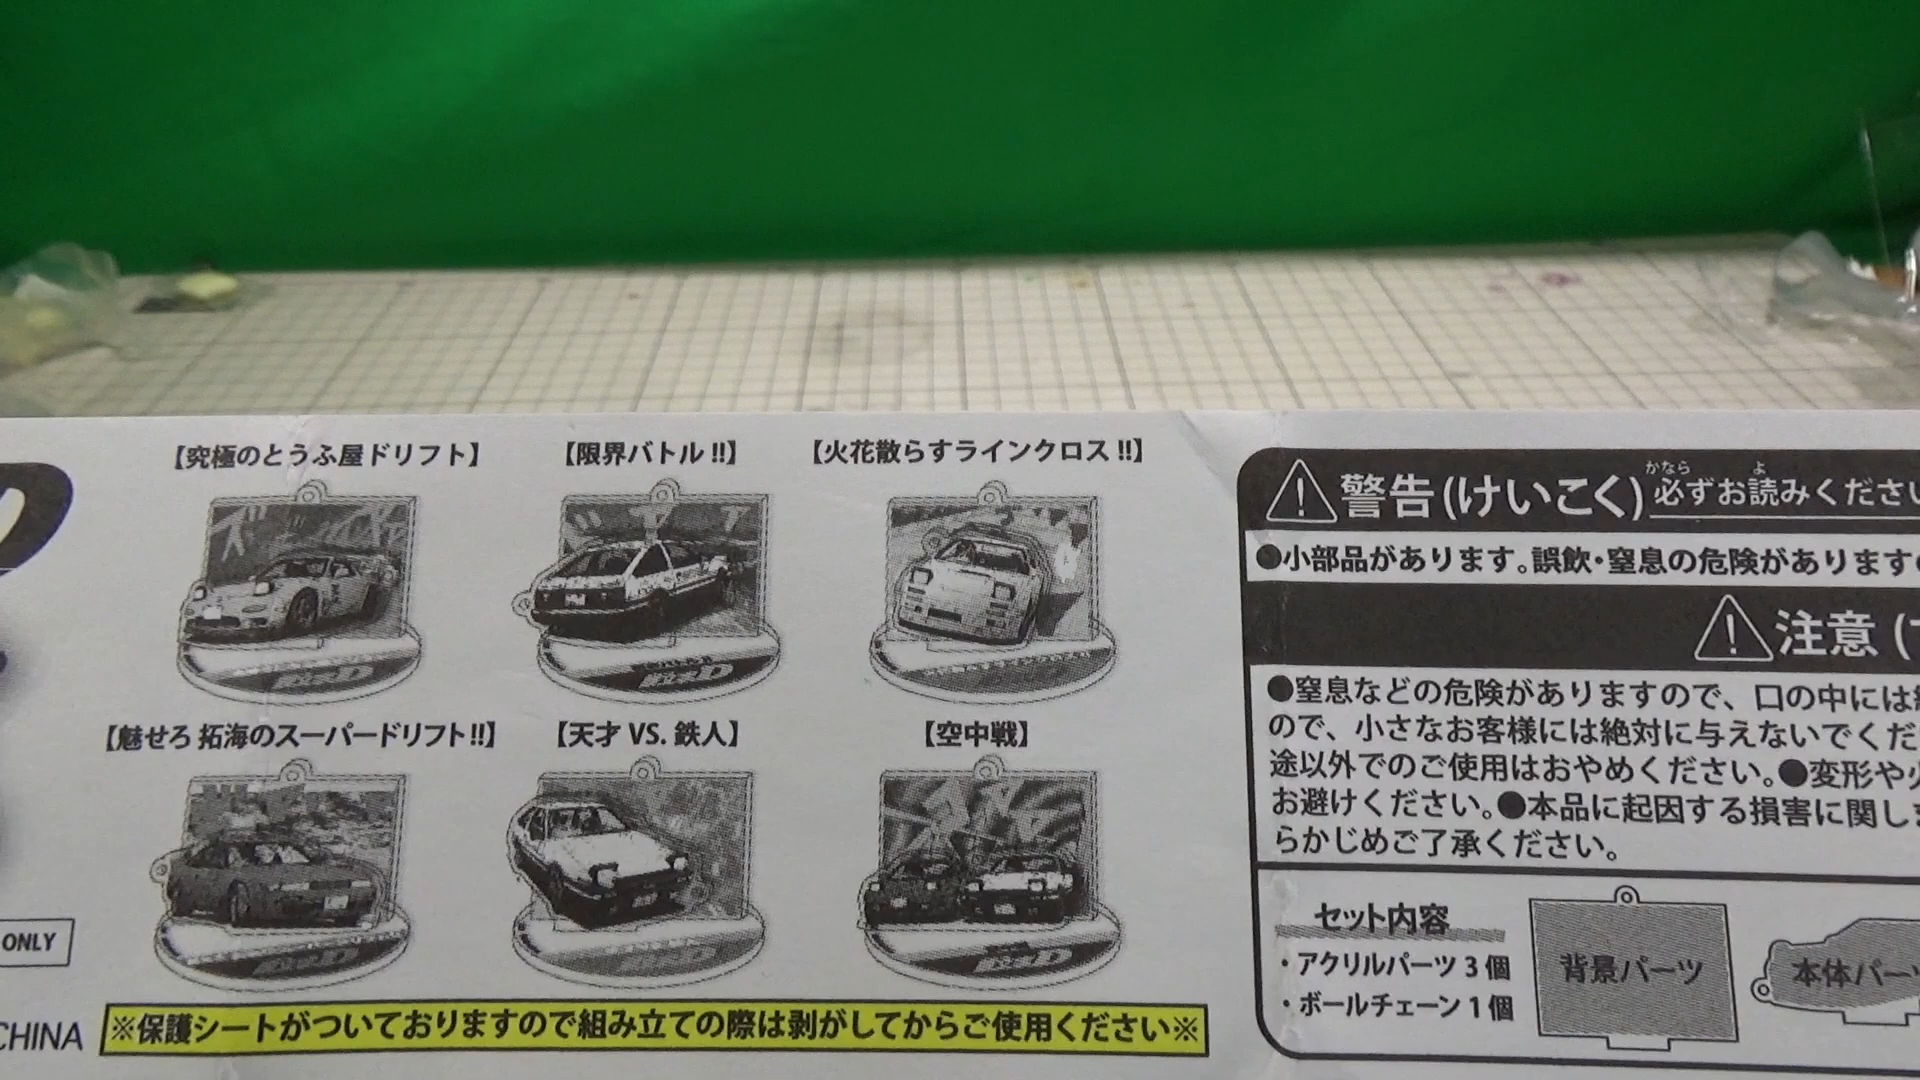 【究極のとうふ屋ドリフト】
【限界バトル!!】
【火花散らすラインクロス!!】
【魅せろ 拓海のスーパードリフト!!】
【天才 VS. 鉄人】
【空中戦】
ONLY
CHINA
※保護シートがついておりますので組み立ての際は剥がしてからご使用ください※
警告(けいこく)
かなら よ
必ずお読みください
●小部品があります。誤飲・窒息の危険があります
注意
●窒息などの危険がありますので、口の中には
ので、小さなお客様には絶対に与えないでくだ
途以外でのご使用はおやめください。●変形や
お避けください。●本品に起因する損害に関し
らかじめご了承ください。
セット内容
・アクリルパーツ 3 個
・ボールチェーン 1 個
背景パーツ
本体パー